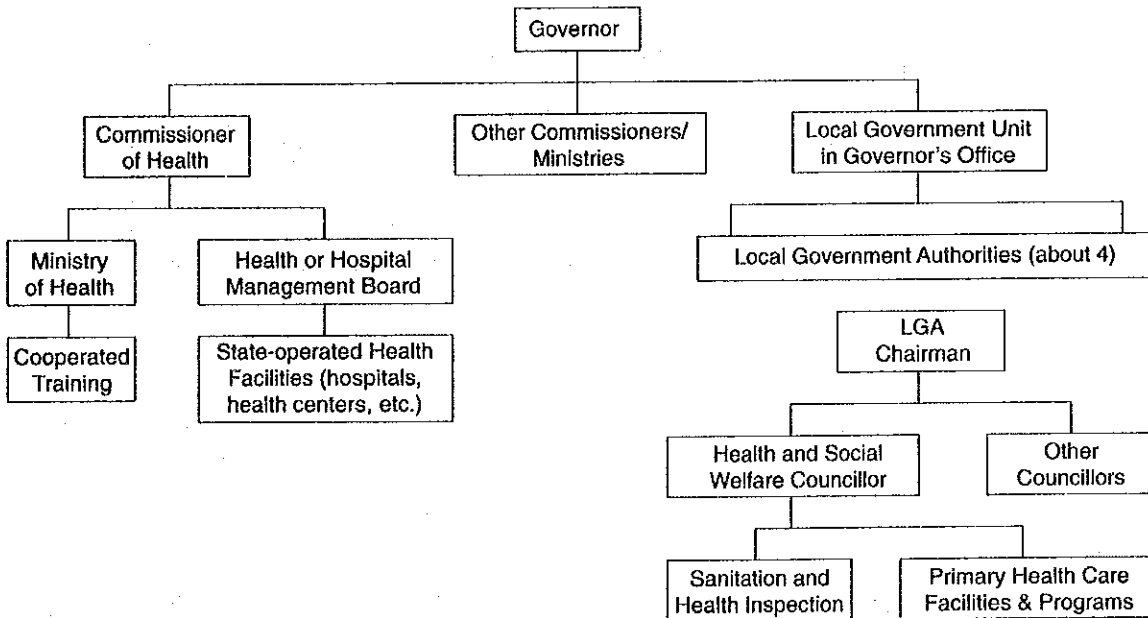 Governor
Commissioner
of Health
Other Commissioners/
Ministries
Local Government Unit
in Governor's Office
Ministry
of Health
Health or Hospital
Management Board
Local Government Authorities (about 4)
Cooperated
Training
State-operated Health
Facilities (hospitals,
health centers, etc.)
LGA
Chairman
Health and Social
Welfare Councillor
Other
Councillors
Sanitation and
Health Inspection
Primary Health Care
Facilities & Programs